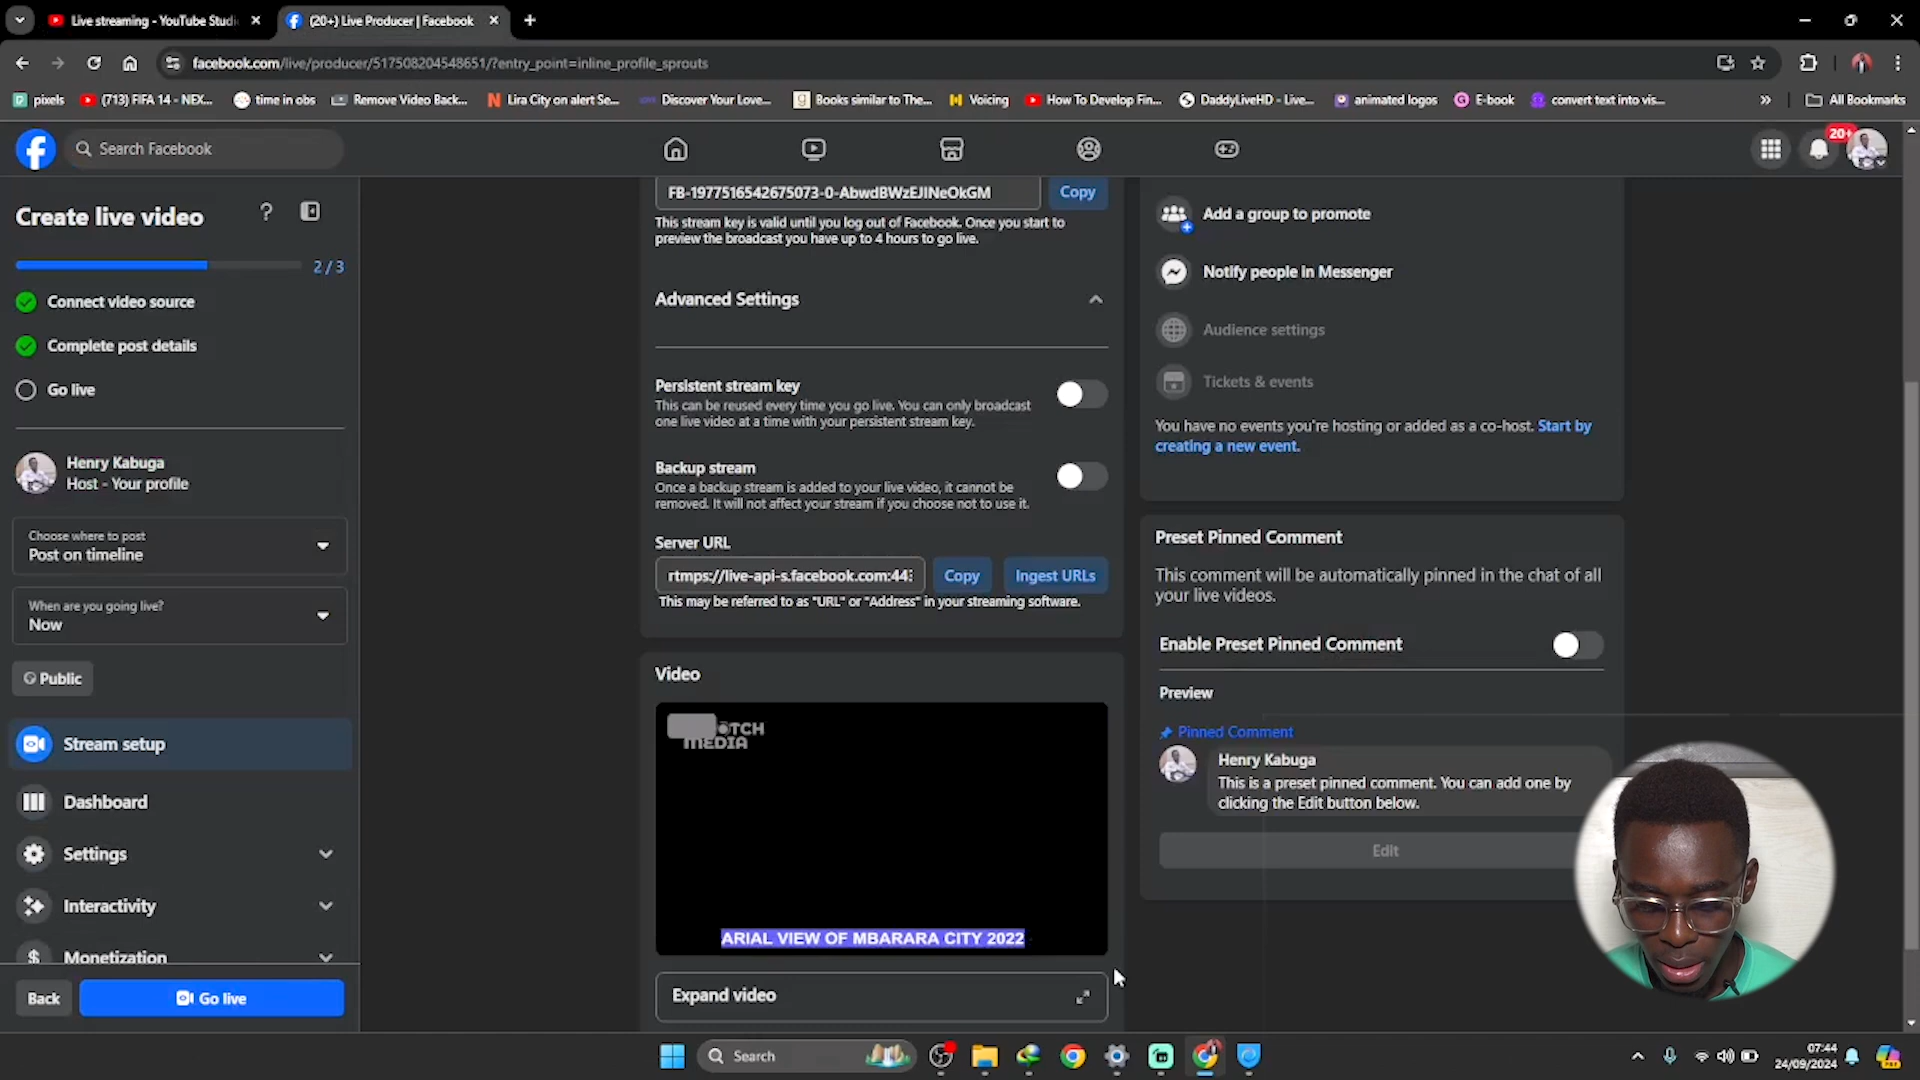 Live streaming - YouTube Studi
(20+) Live Producer | Facebook
facebook.com/live/producer/517508204548651/?entry_point=inline_profile_sprouts
pixels
(713) FIFA 14 - NEX...
time in obs
Remove Video Back...
Lira City on alert Se...
Discover Your Love...
Books similar to The...
Voicing
How To Develop Fin...
DaddyLiveHD - Live...
animated logos
E-book
convert text into vis...
All Bookmarks
Search Facebook
20+
Create live video
2 / 3
Connect video source
Complete post details
Go live
Henry Kabuga
Host - Your profile
Choose where to post
Post on timeline
When are you going live?
Now
Public
Stream setup
Dashboard
Settings
Interactivity
Monetization
Back
Go live
FB-1977516542675073-0-AbwdBWzEJINeOkGM
Copy
This stream key is valid until you log out of Facebook. Once you start to
preview the broadcast you have up to 4 hours to go live.
Advanced Settings
Persistent stream key
This can be reused every time you go live. You can only broadcast
one live video at a time with your persistent stream key.
Backup stream
Once a backup stream is added to your live video, it cannot be
removed. It will not affect your stream if you choose not to use it.
Server URL
rtmps://live-api-s.facebook.com:443
Copy
Ingest URLs
This may be referred to as "URL" or "Address" in your streaming software.
Video
MEDIA
ARIAL VIEW OF MBARARA CITY 2022
Expand video
Add a group to promote
Notify people in Messenger
Audience settings
Tickets & events
You have no events you're hosting or added as a co-host. Start by
creating a new event.
Preset Pinned Comment
This comment will be automatically pinned in the chat of all
your live videos.
Enable Preset Pinned Comment
Preview
Pinned Comment
Henry Kabuga
This is a preset pinned comment. You can add one by
clicking the Edit button below.
Edit
Search
07:44
24/09/2024